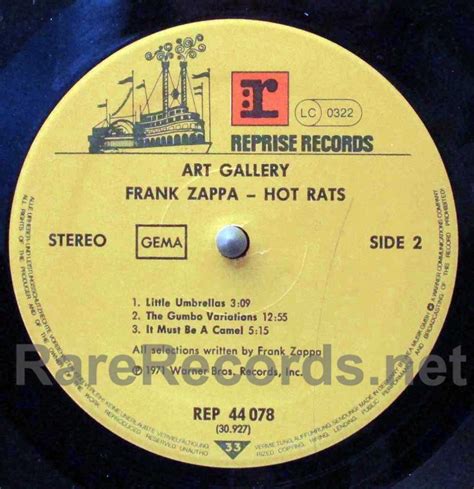 r
LC 0322
REPRISE RECORDS
ART GALLERY
FRANK ZAPPA – HOT RATS
STEREO
GEMA
SIDE 2
1. Little Umbrellas 3:09
2. The Gumbo Variations 12:55
3. It Must Be A Camel 5:15
All selections written by Frank Zappa
Ⓟ 1971 Warner Bros. Records, Inc.
RareRecords.net
REP 44 078
(30.927)
33